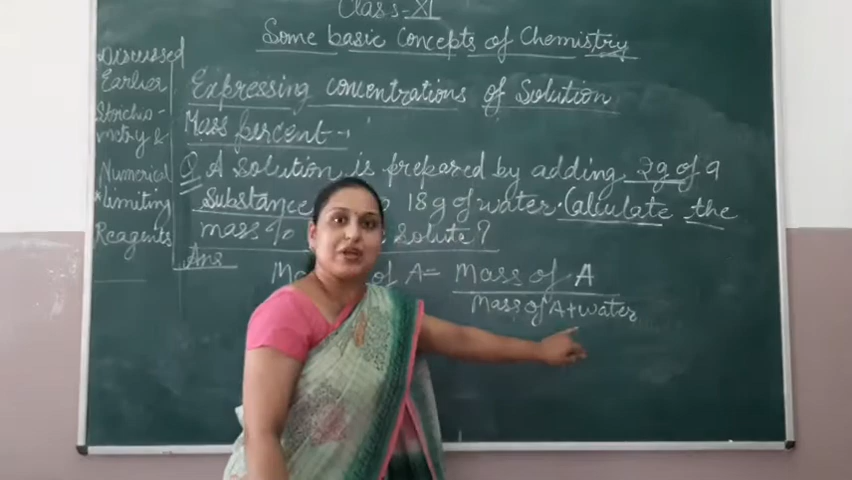 Class-XI
Some basic Concepts of Chemistry
Discussed
Earlier
Stoichio-
metry &
Numerical
*limiting
Reagents
Expressing concentrations of Solution
Mass percent-
Q A solution is prepared by adding 2g of a
substance 18g of water. Calculate the
mass % solute?
Ans
of A= Mass of A
Mass of A+water